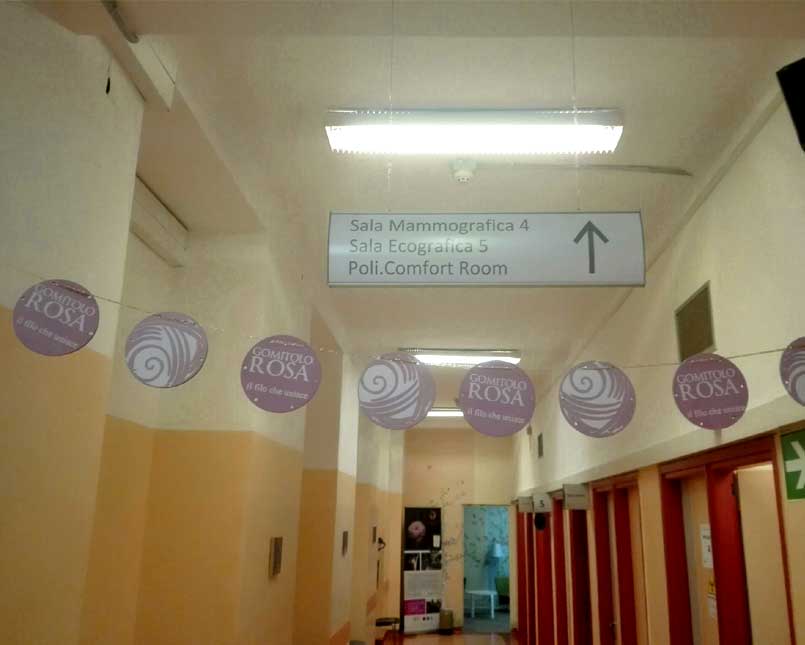 Sala Mammografica 4
Sala Ecografica 5
Poli.Comfort Room
GOMITOLO
ROSA
il filo che unisce
GOMITOLO
ROSA
il filo che unisce
GOMITOLO
ROSA
il filo che unisce
GOMITOLO
ROSA
il filo che unisce
5